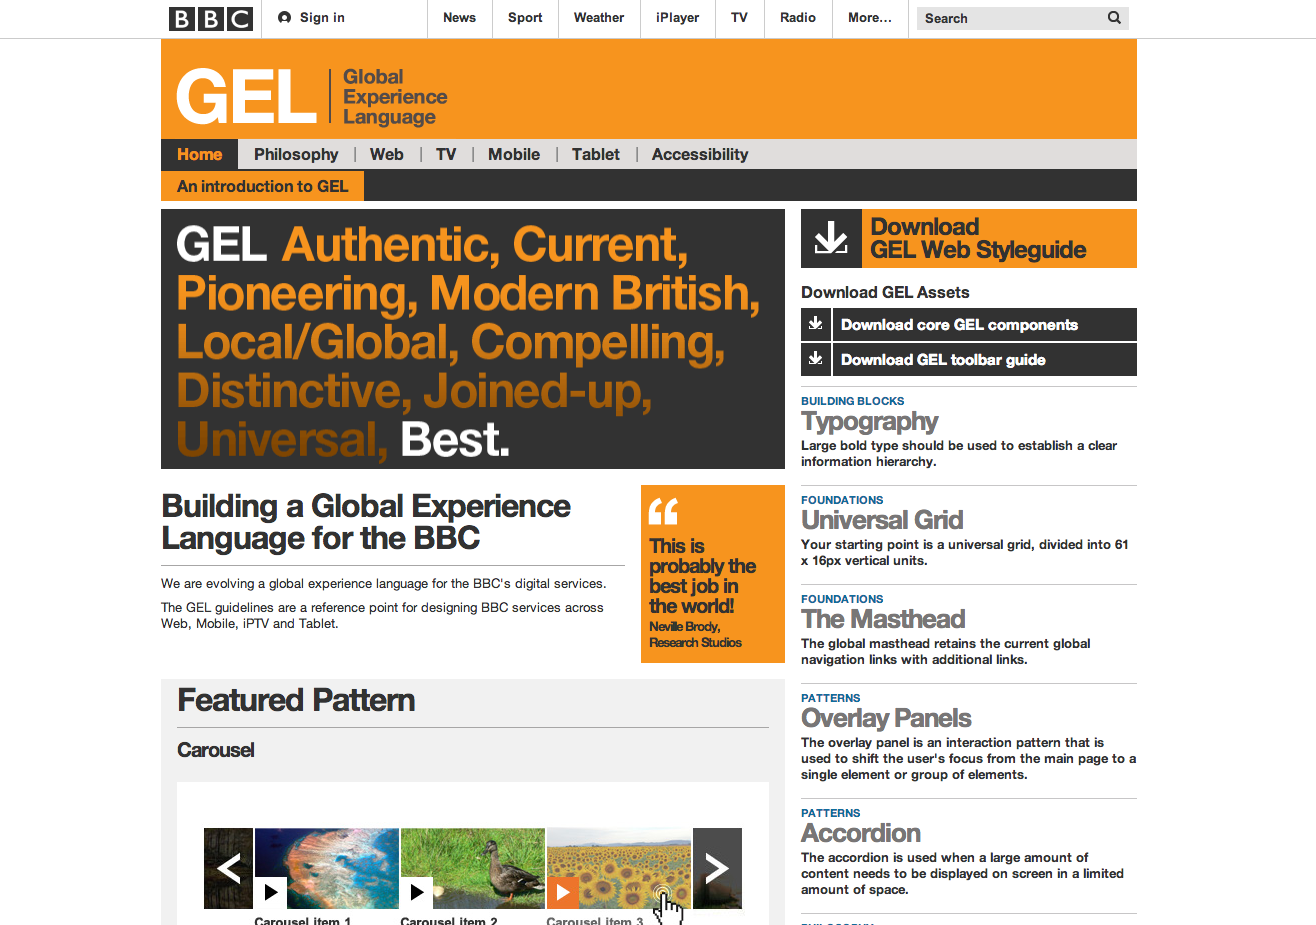 BBC
Sign in
News
Sport
Weather
iPlayer
TV
Radio
More...
Search
GEL
Global
Experience
Language
Home
Philosophy
Web
TV
Mobile
Tablet
Accessibility
An introduction to GEL
GEL Authentic, Current,
Pioneering, Modern British,
Local/Global, Compelling,
Distinctive, Joined-up,
Universal, Best.
Building a Global Experience
Language for the BBC
We are evolving a global experience language for the BBC's digital services.
The GEL guidelines are a reference point for designing BBC services across
Web, Mobile, iPTV and Tablet.
“
This is
probably the
best job in
the world!
Neville Brody,
Research Studios
Featured Pattern
Carousel
Carousel item 1
Carousel item 2
Carousel item 3
Download
GEL Web Styleguide
Download GEL Assets
Download core GEL components
Download GEL toolbar guide
BUILDING BLOCKS
Typography
Large bold type should be used to establish a clear
information hierarchy.
FOUNDATIONS
Universal Grid
Your starting point is a universal grid, divided into 61
x 16px vertical units.
FOUNDATIONS
The Masthead
The global masthead retains the current global
navigation links with additional links.
PATTERNS
Overlay Panels
The overlay panel is an interaction pattern that is
used to shift the user's focus from the main page to a
single element or group of elements.
PATTERNS
Accordion
The accordion is used when a large amount of
content needs to be displayed on screen in a limited
amount of space.